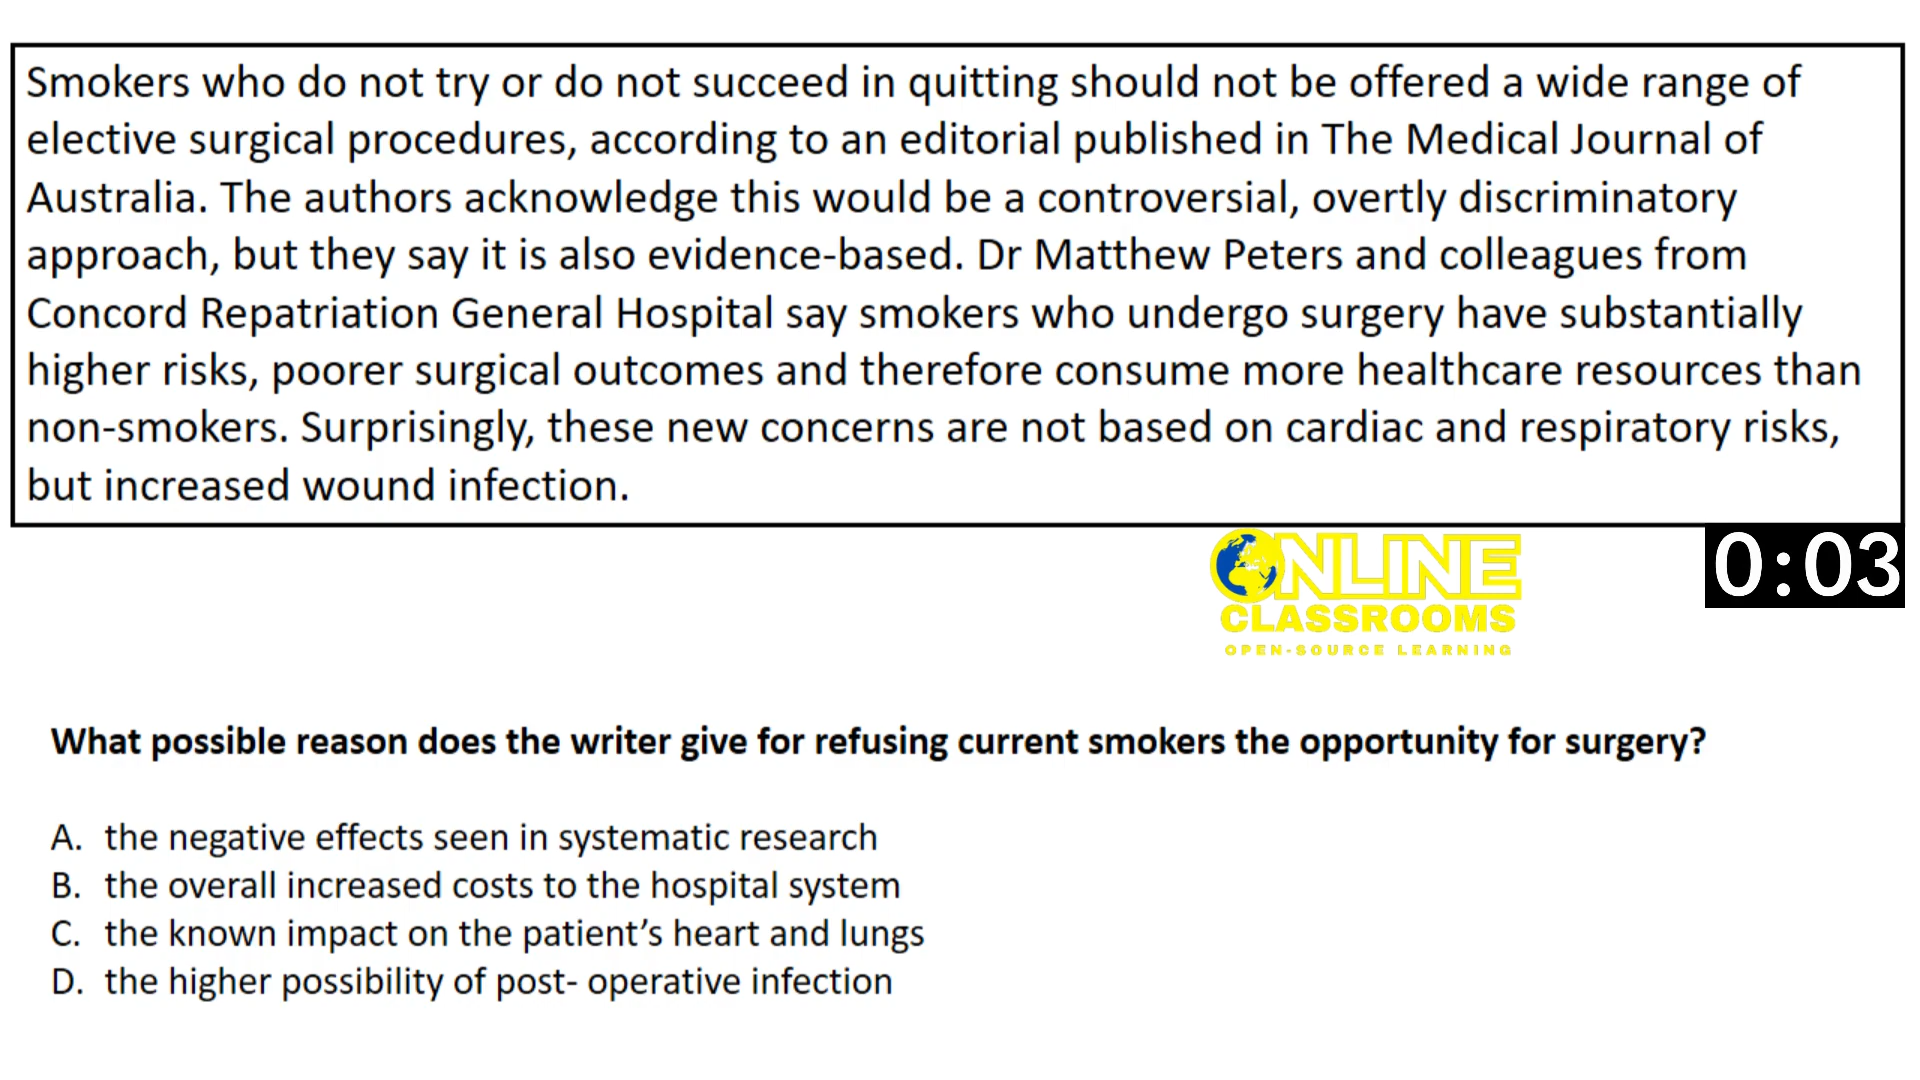 Smokers who do not try or do not succeed in quitting should not be offered a wide range of
elective surgical procedures, according to an editorial published in The Medical Journal of
Australia. The authors acknowledge this would be a controversial, overtly discriminatory
approach, but they say it is also evidence-based. Dr Matthew Peters and colleagues from
Concord Repatriation General Hospital say smokers who undergo surgery have substantially
higher risks, poorer surgical outcomes and therefore consume more healthcare resources than
non-smokers. Surprisingly, these new concerns are not based on cardiac and respiratory risks,
but increased wound infection.
ONLINE
CLASSROOMS
OPEN-SOURCE LEARNING
0:03
What possible reason does the writer give for refusing current smokers the opportunity for surgery?
A. the negative effects seen in systematic research
B. the overall increased costs to the hospital system
C. the known impact on the patient’s heart and lungs
D. the higher possibility of post- operative infection